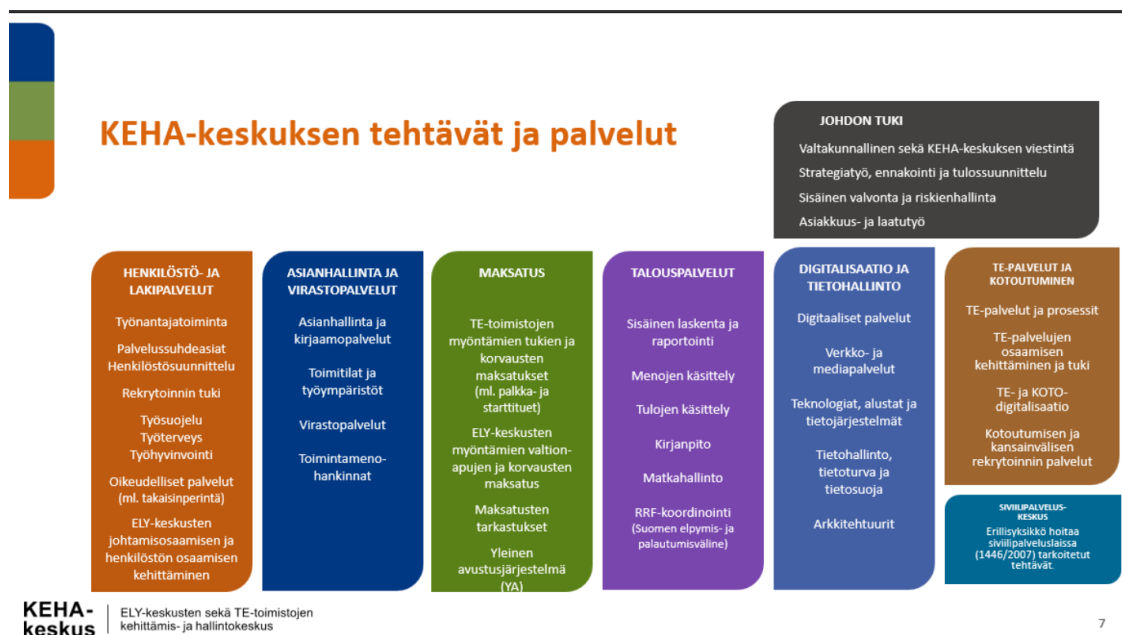 KEHA-keskuksen tehtävät ja palvelut
JOHDON TUKI
Valtakunnallinen sekä KEHA-keskuksen viestintä
Strategiatyö, ennakointi ja tulossuunnittelu
Sisäinen valvonta ja riskienhallinta
Asiakkuus- ja laatutyö
HENKILÖSTÖ- JA
LAKIPALVELUT
Työnantajatoiminta
Palvelussuhdeasiat
Henkilöstösuunnittelu
Rekrytoinnin tuki
Työsuojelu
Työterveys
Työhyvinvointi
Oikeudelliset palvelut
(ml. takaisinperintä)
ELY-keskusten
johtamisosaamisen ja
henkilöstön osaamisen
kehittäminen
ASIANHALLINTA JA
VIRASTOPALVELUT
Asianhallinta ja
kirjaamopalvelut
Toimitilat ja
työympäristöt
Virastopalvelut
Toimintameno-
hankinnat
MAKSATUS
TE-toimistojen
myöntämien tukien ja
korvausten
maksatukset
(ml. palkka- ja
starttituet)
ELY-keskusten
myöntämien valtion-
apujen ja korvausten
maksatus
Maksatusten
tarkastukset
Yleinen
avustusjärjestelmä
(YA)
TALOUSPALVELUT
Sisäinen laskenta ja
raportointi
Menojen käsittely
Tulojen käsittely
Kirjanpito
Matkahallinto
RRF-koordinointi
(Suomen elpymis- ja
palautumisväline)
DIGITALISAATIO JA
TIETOHALLINTO
Digitaaliset palvelut
Verkko- ja
mediapalvelut
Teknologiat, alustat ja
tietojärjestelmät
Tietohallinto,
tietoturva ja
tietosuoja
Arkkitehtuurit
TE-PALVELUT JA
KOTOUTUMINEN
TE-palvelut ja prosessit
TE-palvelujen
osaamisen
kehittäminen ja tuki
TE- ja KOTO-
digitalisaatio
Kotoutumisen ja
kansainvälisen
rekrytoinnin palvelut
SIVIILIPALVELUS-
KESKUS
Erillisyksikkö hoitaa
siviilipalveluslaissa
(1446/2007) tarkoitetut
tehtävät.
KEHA-
keskus
ELY-keskusten sekä TE-toimistojen
kehittämis- ja hallintokeskus
7